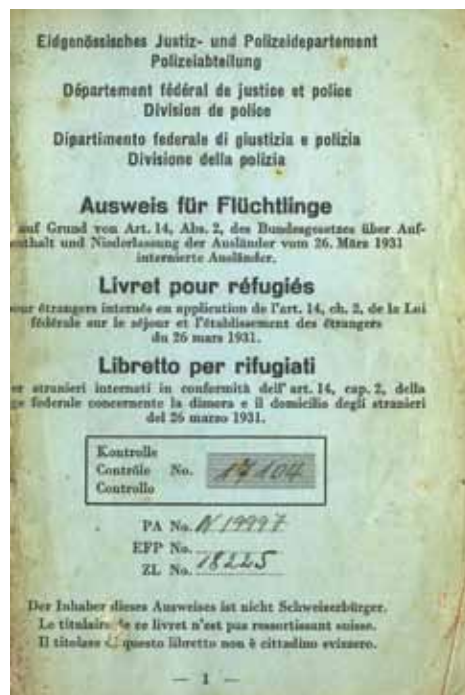 Eidgenössisches Justiz- und Polizeidepartement
Polizeiabteilung
Département fédéral de justice et police
Division de police
Dipartimento federale di giustizia e polizia
Divisione della polizia
Ausweis für Flüchtlinge
auf Grund von Art. 14, Abs. 2, des Bundesgesetzes über Auf-
enthalt und Niederlassung der Ausländer vom 26. März 1931
internierte Ausländer.
Livret pour réfugiés
pour étrangers internés en application de l'art. 14, ch. 2, de la Loi
fédérale sur le séjour et l'établissement des étrangers
du 26 mars 1931.
Libretto per rifugiati
per stranieri internati in conformità dell'art. 14, cap. 2, della
ge federale concernente la dimora e il domicilio degli stranieri
del 26 marzo 1931.
Kontrolle
Contrôle No. 17104
Controllo
PA No. N 19997
EFP No.
ZL No. 18225
Der Inhaber dieses Ausweises ist nicht Schweizerbürger.
Le titulaire de ce livret n'est pas ressortissant suisse.
Il titolare di questo libretto non è cittadino svizzero.
— 1 —